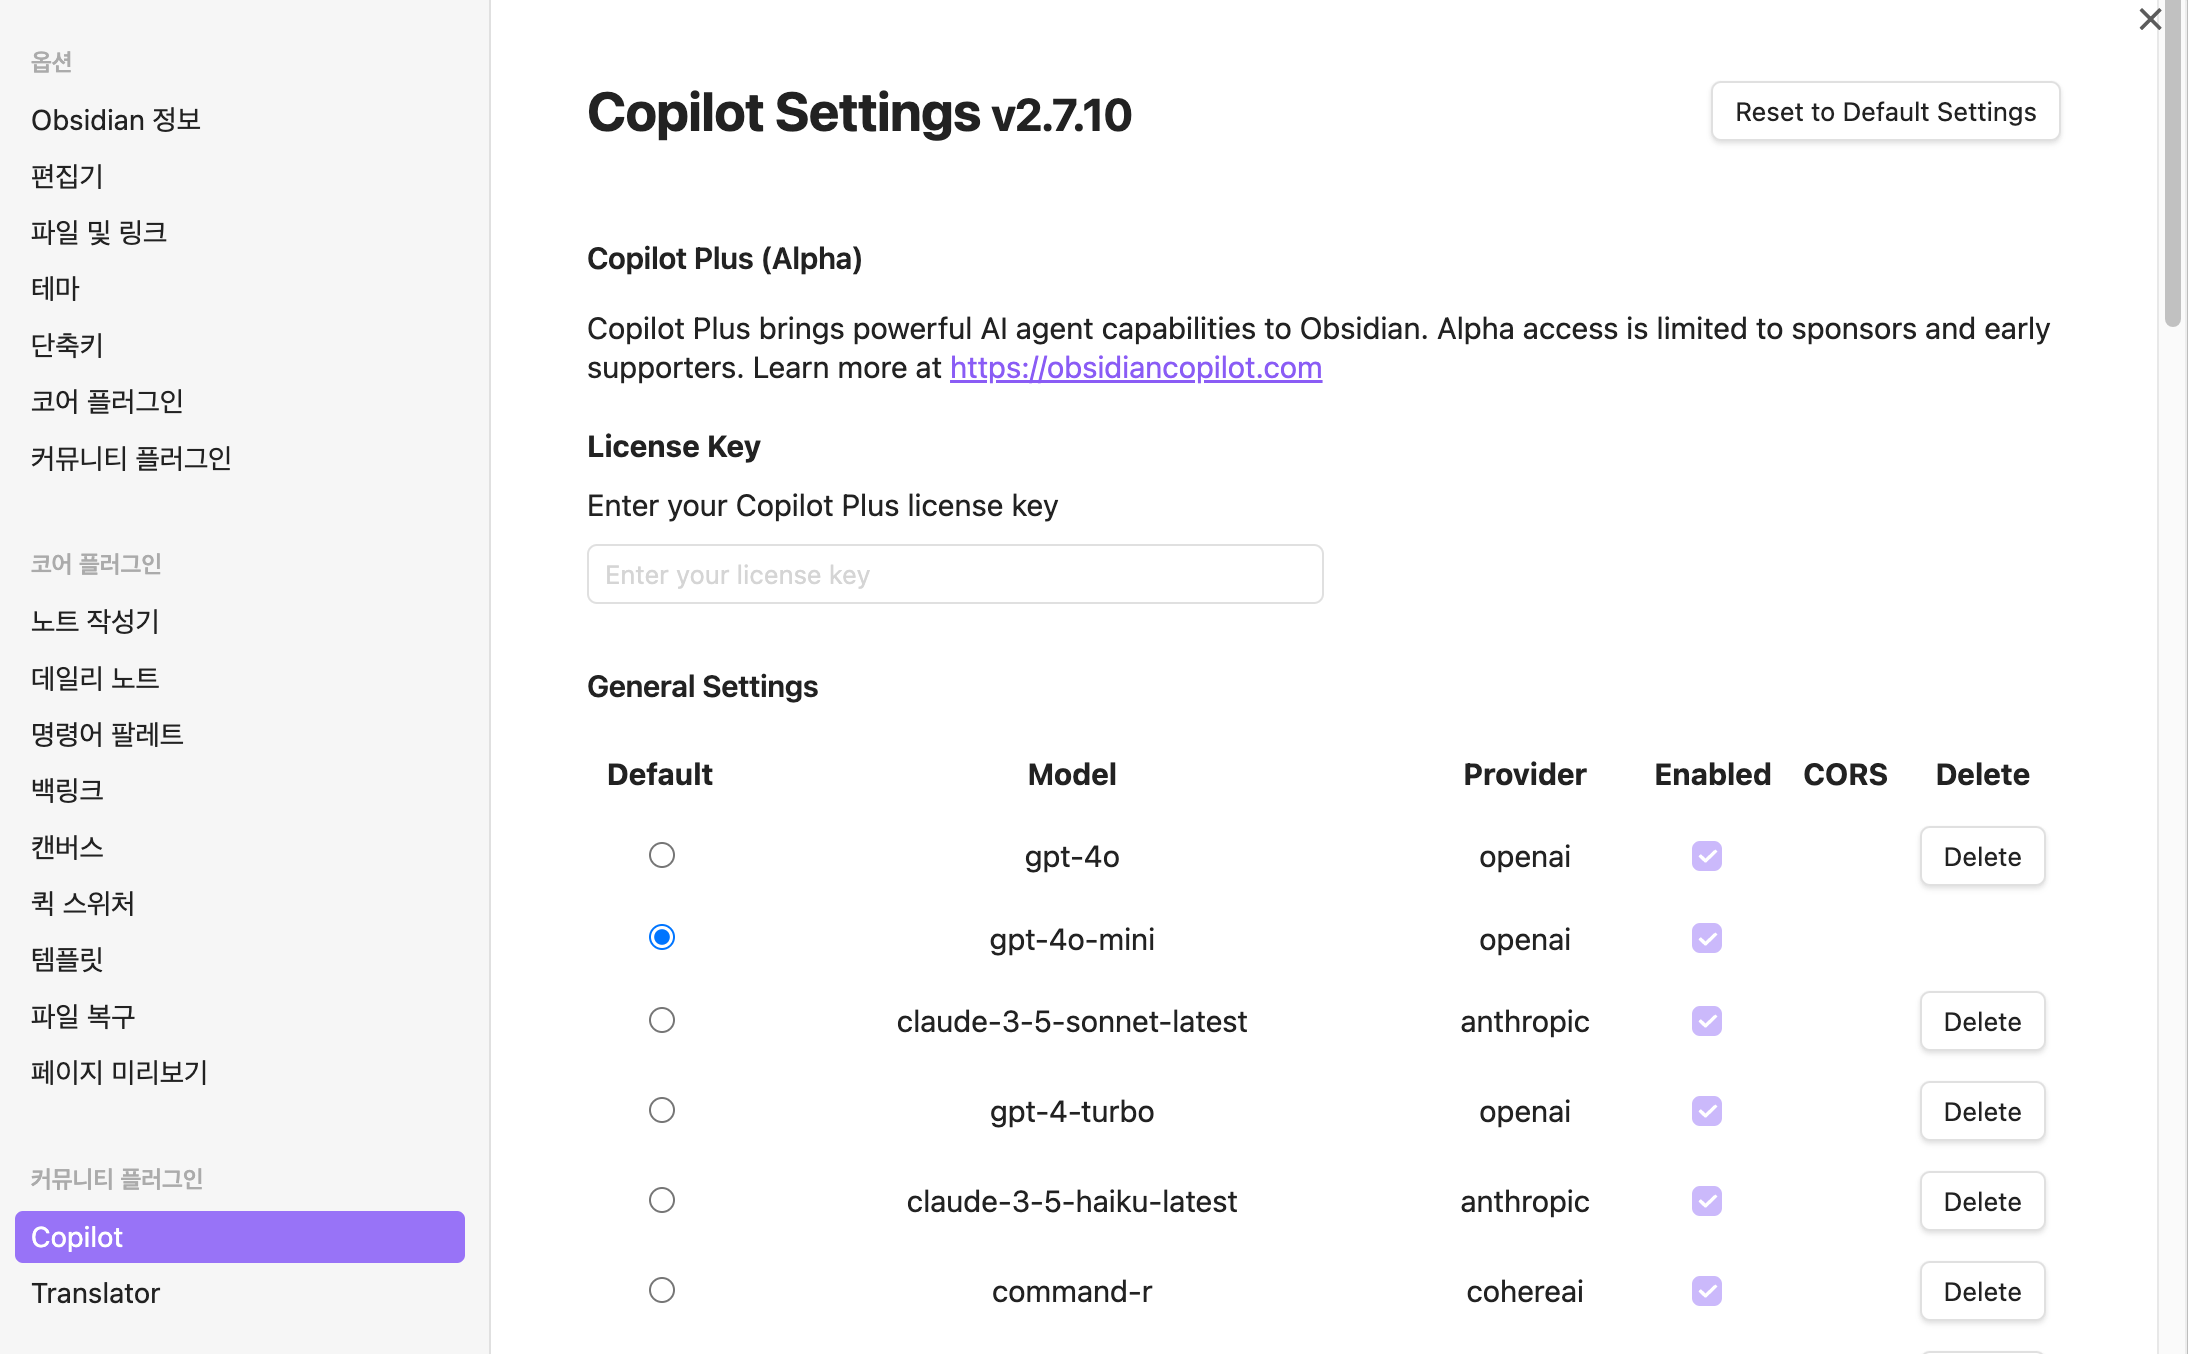 옵션
Obsidian 정보
편집기
파일 및 링크
테마
단축키
코어 플러그인
커뮤니티 플러그인
코어 플러그인
노트 작성기
데일리 노트
명령어 팔레트
백링크
캔버스
퀵 스위처
템플릿
파일 복구
페이지 미리보기
커뮤니티 플러그인
Copilot
Translator
Copilot Settings v2.7.10
Reset to Default Settings
Copilot Plus (Alpha)
Copilot Plus brings powerful AI agent capabilities to Obsidian. Alpha access is limited to sponsors and early
supporters. Learn more at https://obsidiancopilot.com
License Key
Enter your Copilot Plus license key
Enter your license key
General Settings
Default Model Provider Enabled CORS Delete
gpt-4o openai Delete
gpt-4o-mini openai
claude-3-5-sonnet-latest anthropic Delete
gpt-4-turbo openai Delete
claude-3-5-haiku-latest anthropic Delete
command-r cohereai Delete